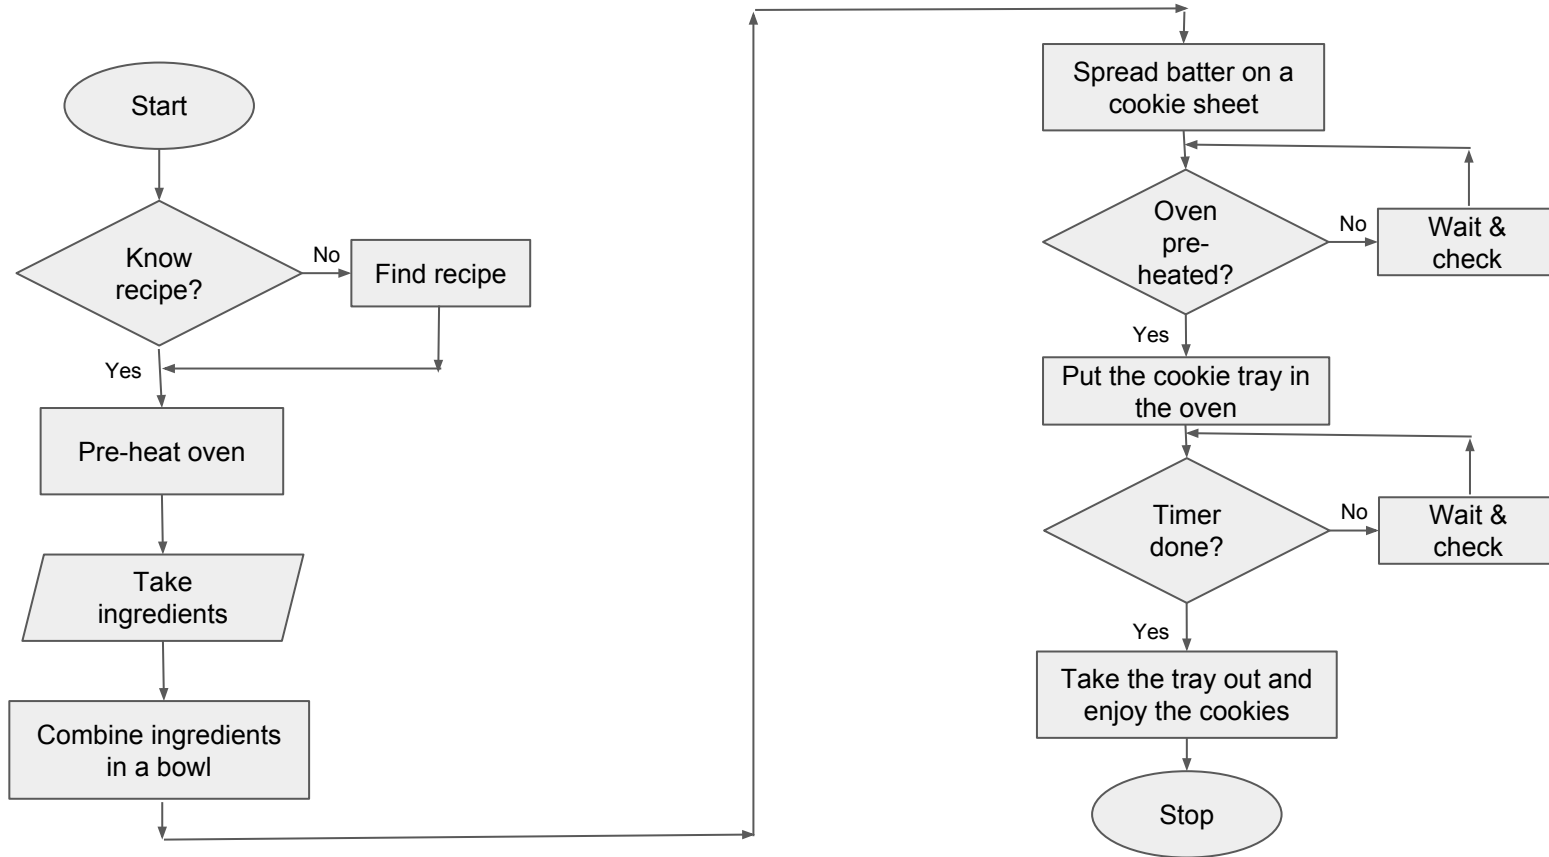 Start
Know
recipe?
No
Find recipe
Yes
Pre-heat oven
Take
ingredients
Combine ingredients
in a bowl
Spread batter on a
cookie sheet
Oven
pre-
heated?
No
Wait &
check
Yes
Put the cookie tray in
the oven
Timer
done?
No
Wait &
check
Yes
Take the tray out and
enjoy the cookies
Stop